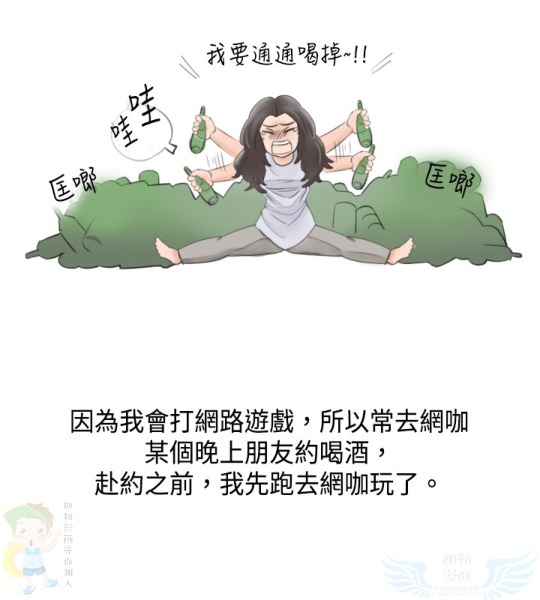 我要通通喝掉~!!
哇
哇
匡啷
匡啷
因為我會打網路遊戲，所以常去網咖
某個晚上朋友約喝酒，
赴約之前，我先跑去網咖玩了。